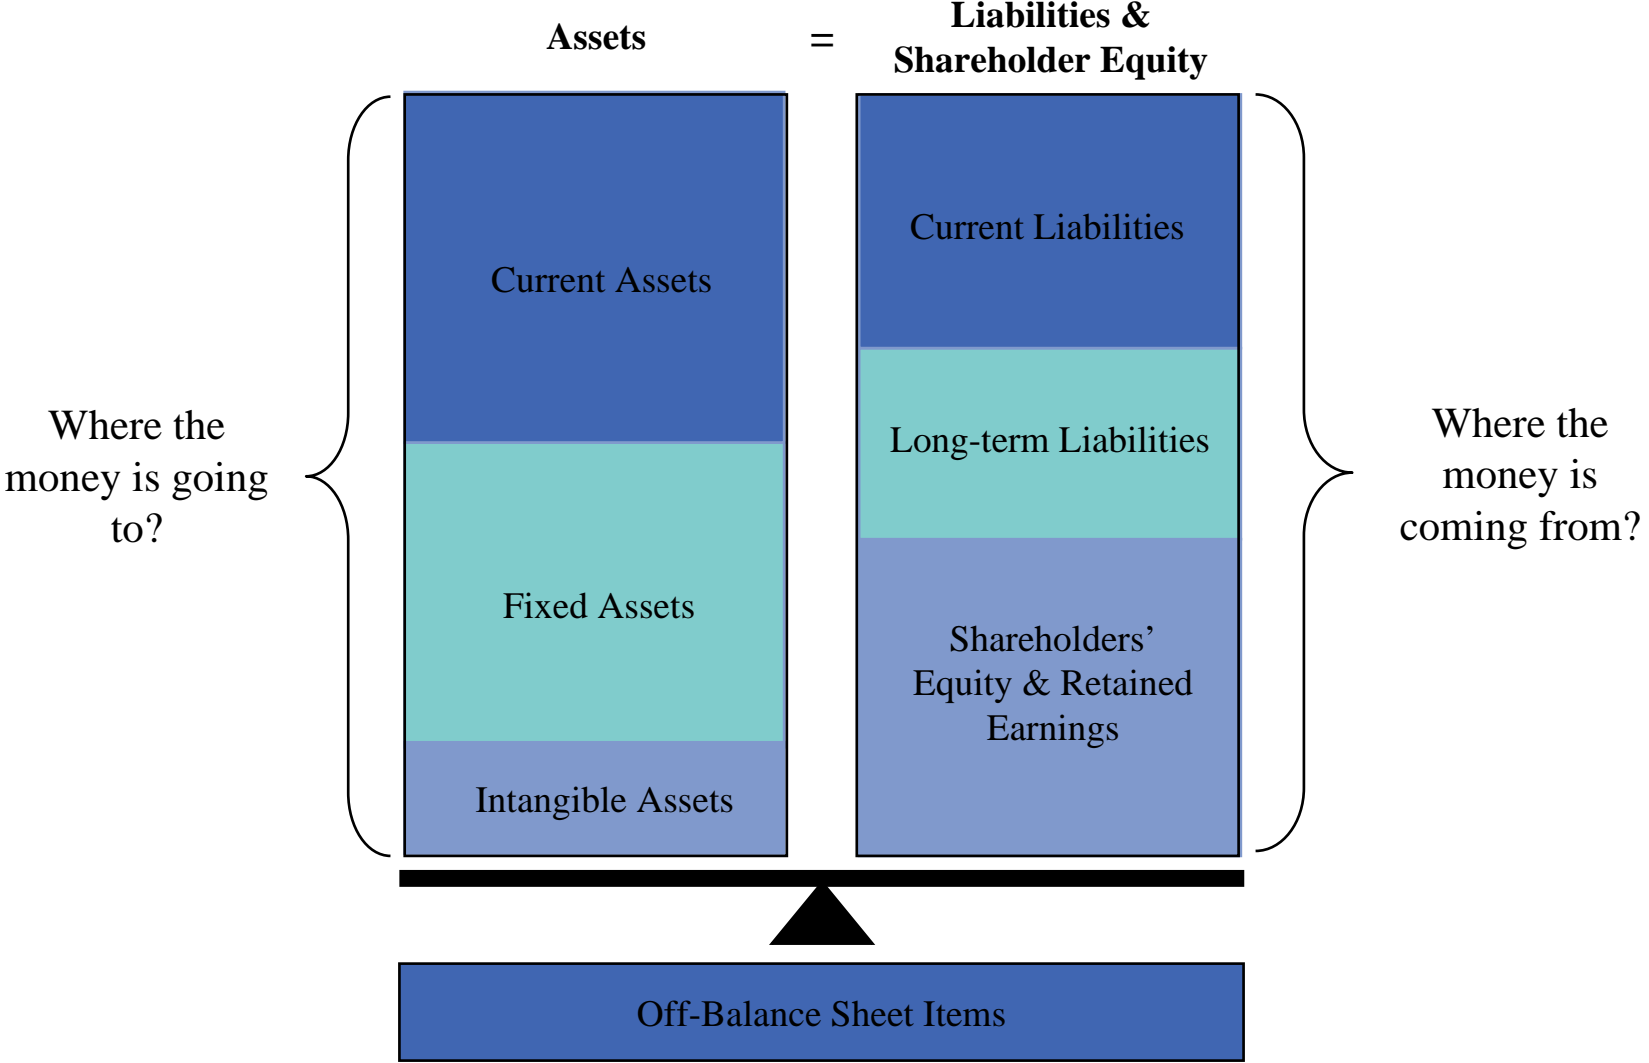 Assets
=
Liabilities &
Shareholder Equity
Where the
money is going
to?
Current Assets
Fixed Assets
Intangible Assets
Current Liabilities
Long-term Liabilities
Shareholders’
Equity & Retained
Earnings
Where the
money is
coming from?
Off-Balance Sheet Items